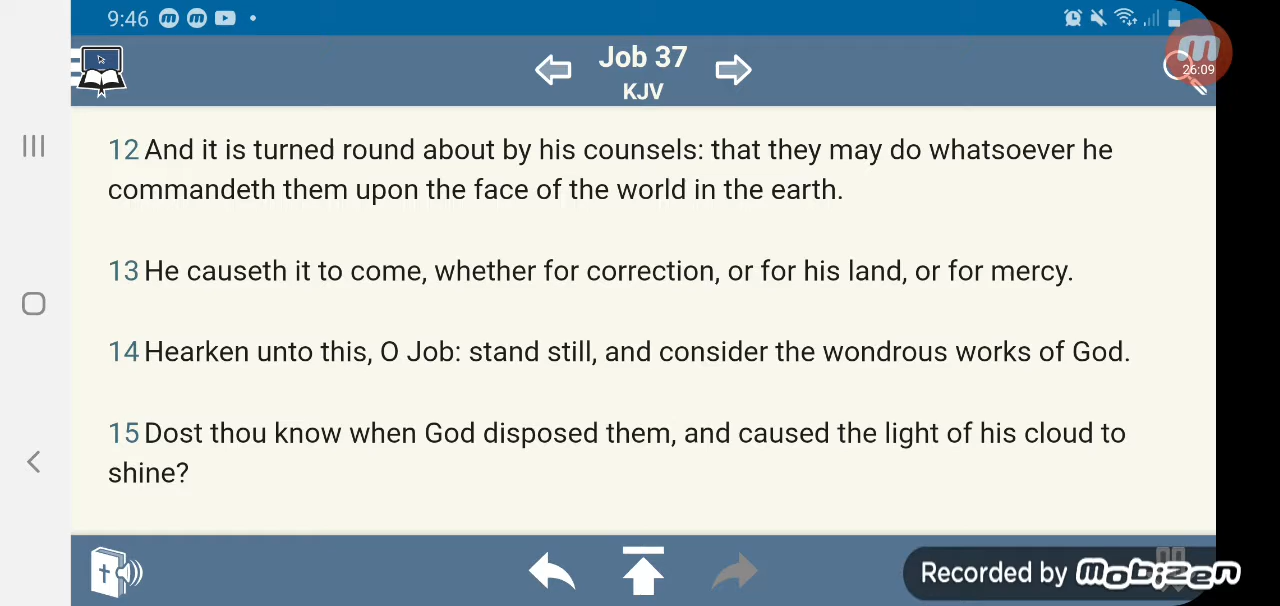 9:46
Job 37
KJV
26:09
12 And it is turned round about by his counsels: that they may do whatsoever he
commandeth them upon the face of the world in the earth.
13 He causeth it to come, whether for correction, or for his land, or for mercy.
14 Hearken unto this, O Job: stand still, and consider the wondrous works of God.
15 Dost thou know when God disposed them, and caused the light of his cloud to
shine?
Recorded by mobizen